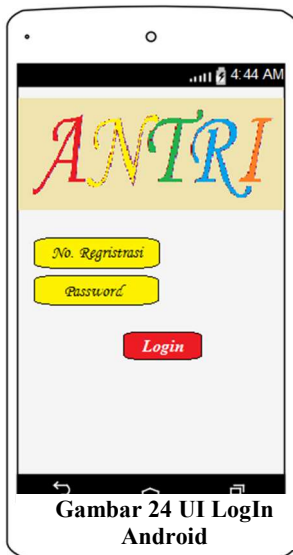 4:44 AM
ANTRI
No. Regristrasi
Password
Login
Gambar 24 UI LogIn
Android